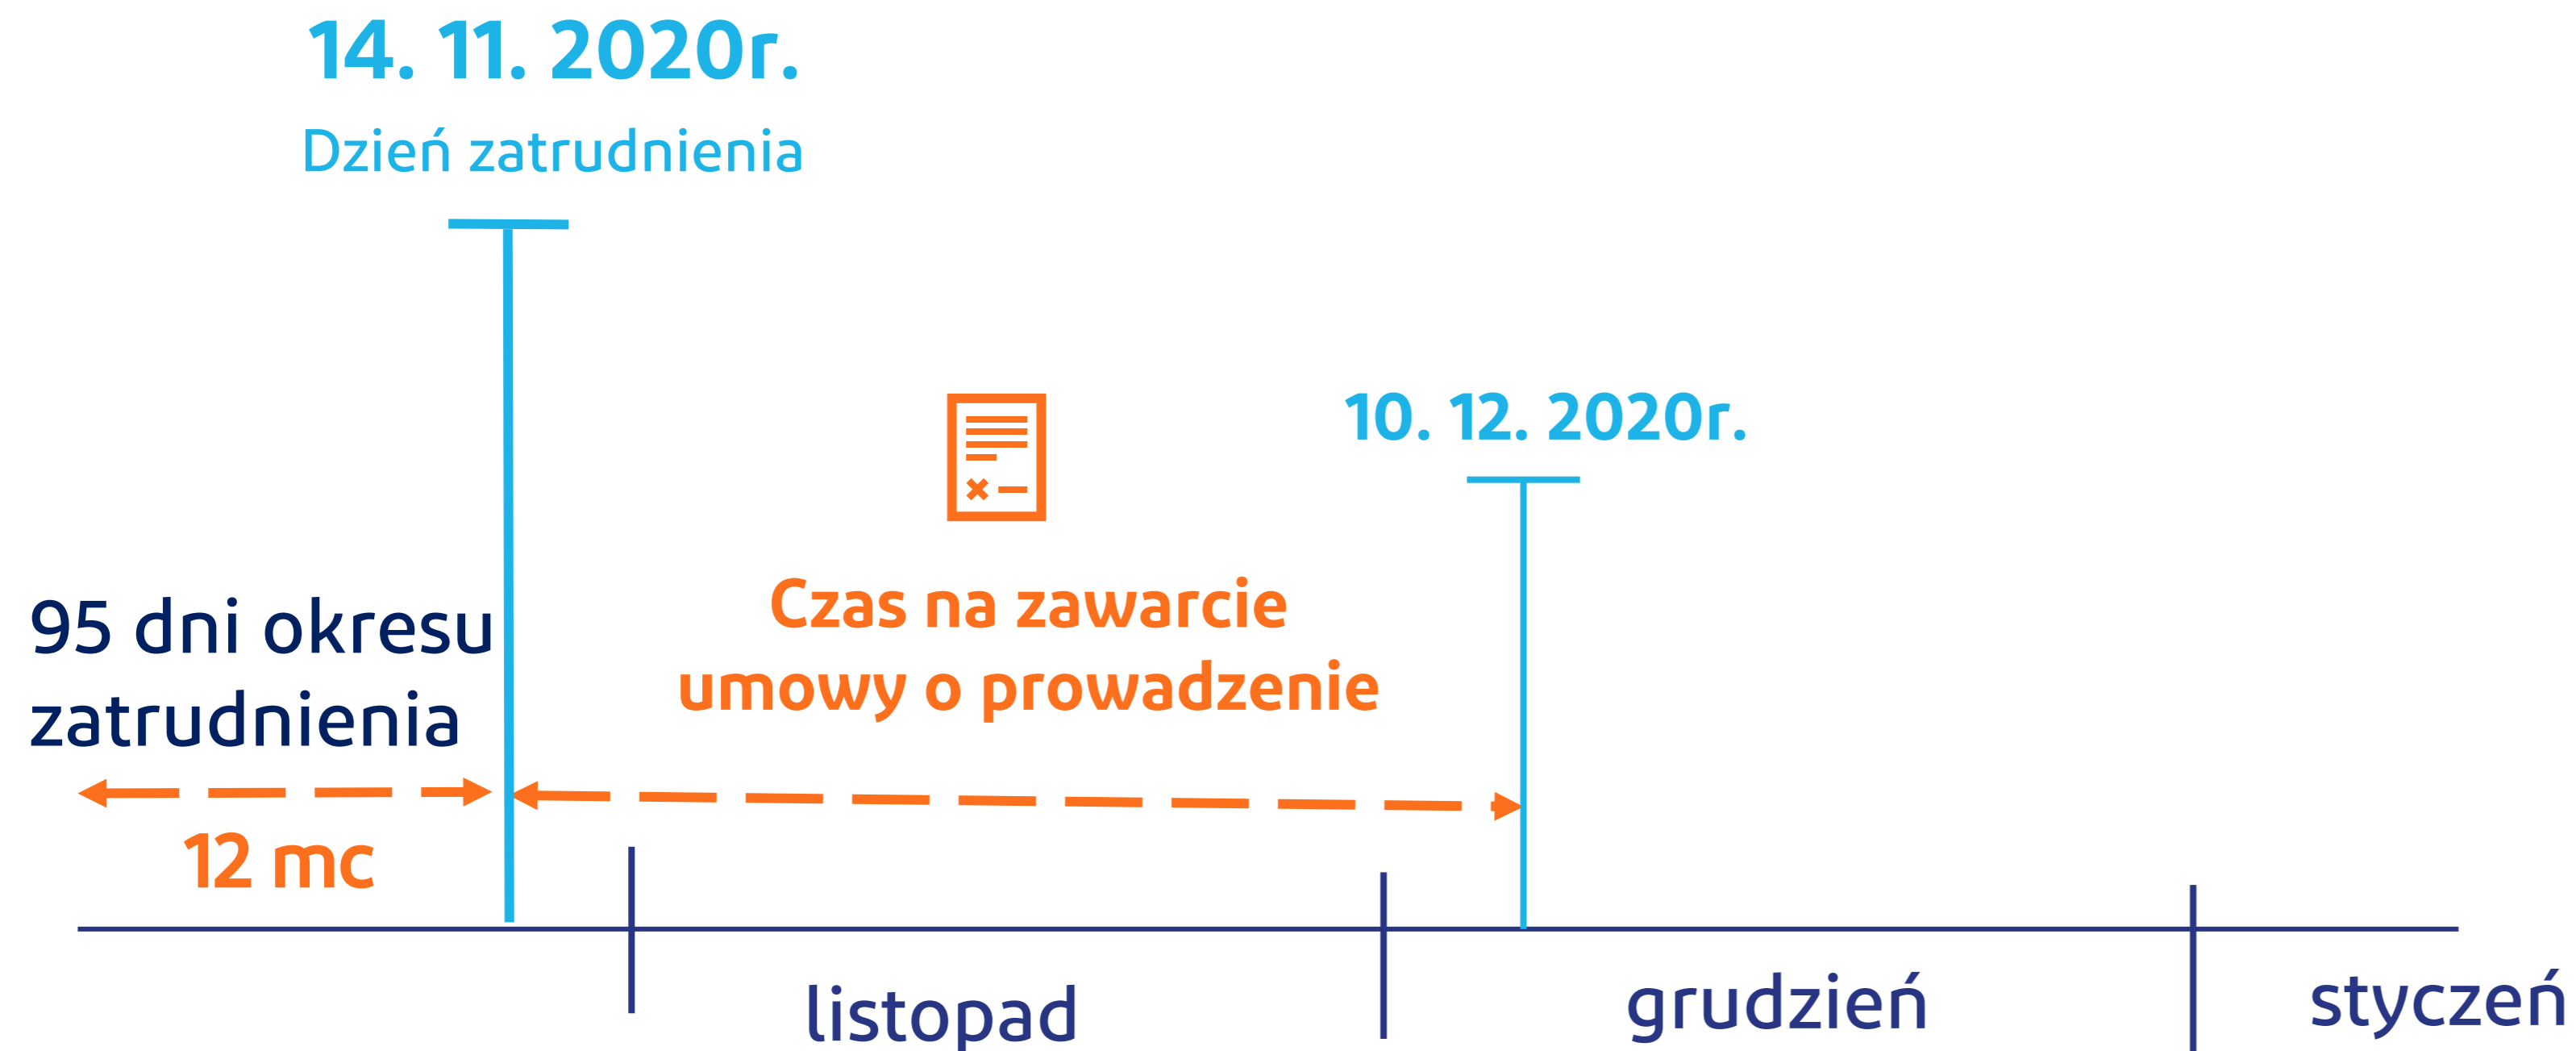 14. 11. 2020r.
Dzień zatrudnienia
10. 12. 2020r.
95 dni okresu
zatrudnienia
Czas na zawarcie
umowy o prowadzenie
12 mc
listopad
grudzień
styczeń